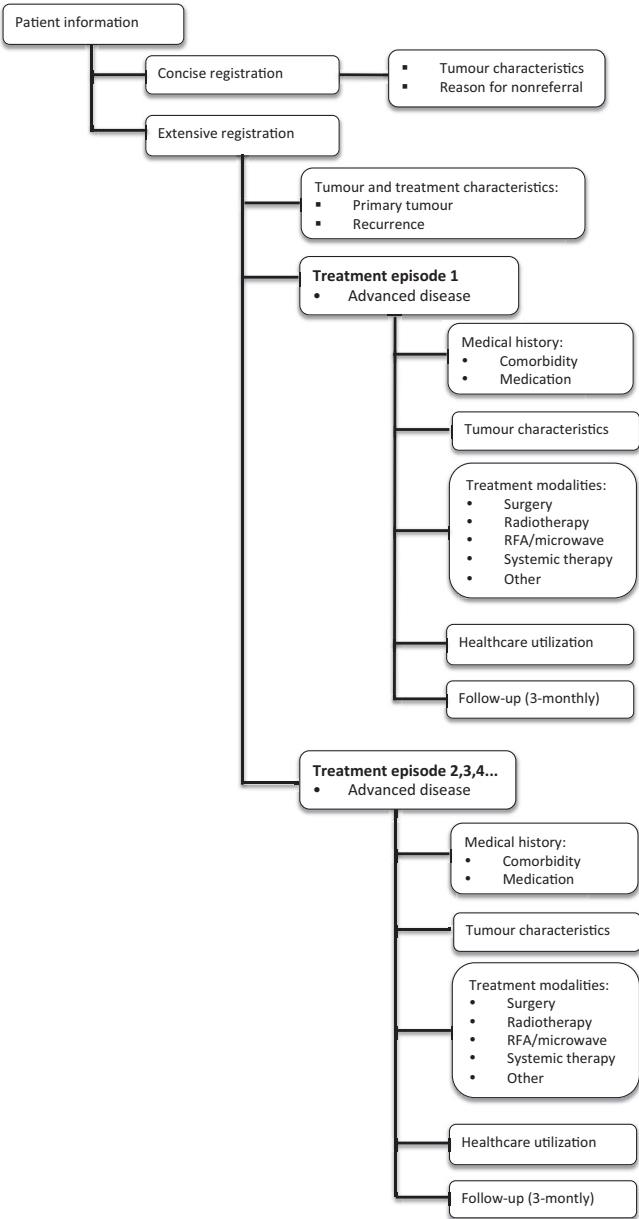 Patient information
Concise registration
▪ Tumour characteristics
▪ Reason for nonreferral
Extensive registration
Tumour and treatment characteristics:
▪ Primary tumour
▪ Recurrence
Treatment episode 1
• Advanced disease
Medical history:
• Comorbidity
• Medication
Tumour characteristics
Treatment modalities:
• Surgery
• Radiotherapy
• RFA/microwave
• Systemic therapy
• Other
Healthcare utilization
Follow-up (3-monthly)
Treatment episode 2,3,4...
• Advanced disease
Medical history:
• Comorbidity
• Medication
Tumour characteristics
Treatment modalities:
• Surgery
• Radiotherapy
• RFA/microwave
• Systemic therapy
• Other
Healthcare utilization
Follow-up (3-montly)